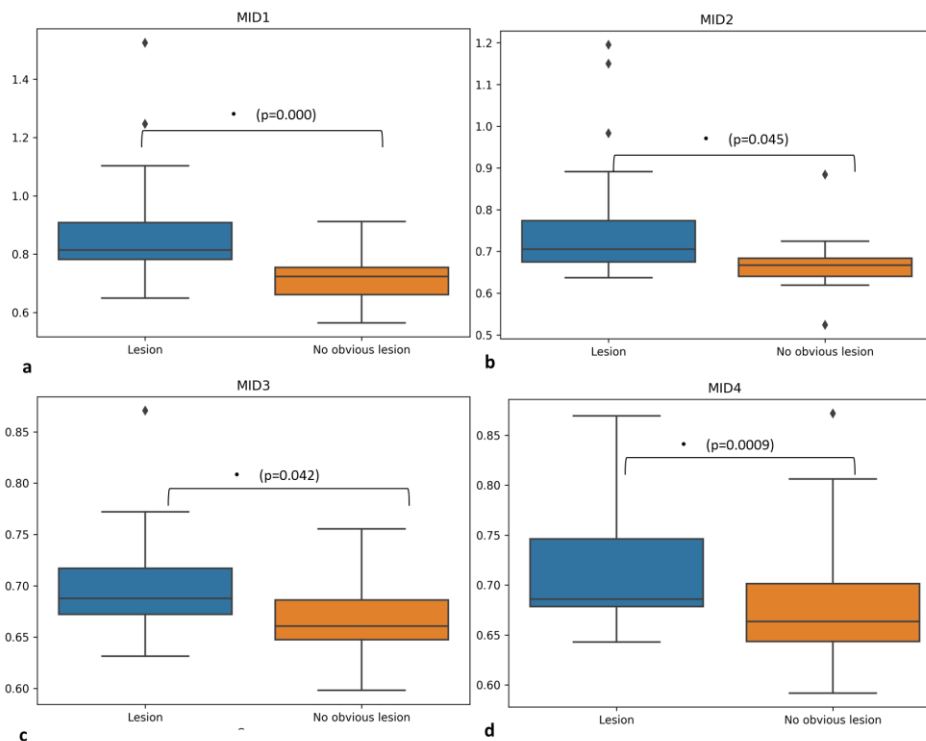 MID1
1.4
1.2
1.0
0.8
0.6
• (p=0.000)
Lesion
No obvious lesion
a
MID2
1.2
1.1
1.0
0.9
0.8
0.7
0.6
0.5
• (p=0.045)
Lesion
No obvious lesion
b
MID3
0.85
0.80
0.75
0.70
0.65
0.60
• (p=0.042)
Lesion
No obvious lesion
c
MID4
0.85
0.80
0.75
0.70
0.65
0.60
• (p=0.0009)
Lesion
No obvious lesion
d